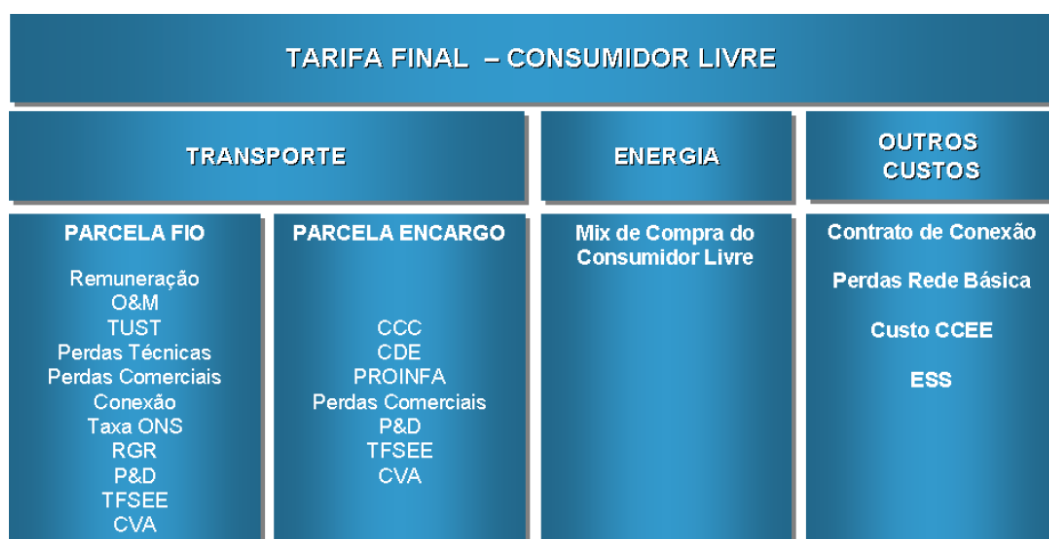 TARIFA FINAL – CONSUMIDOR LIVRE
TRANSPORTE
ENERGIA
OUTROS
CUSTOS
PARCELA FIO
Remuneração
O&M
TUST
Perdas Técnicas
Perdas Comerciais
Conexão
Taxa ONS
RGR
P&D
TFSEE
CVA
PARCELA ENCARGO
CCC
CDE
PROINFA
Perdas Comerciais
P&D
TFSEE
CVA
Mix de Compra do
Consumidor Livre
Contrato de Conexão
Perdas Rede Básica
Custo CCEE
ESS